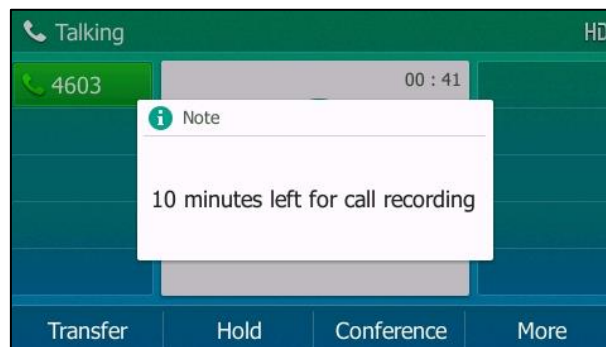 Talking
HD
4603
00 : 41
Note
10 minutes left for call recording
Transfer
Hold
Conference
More